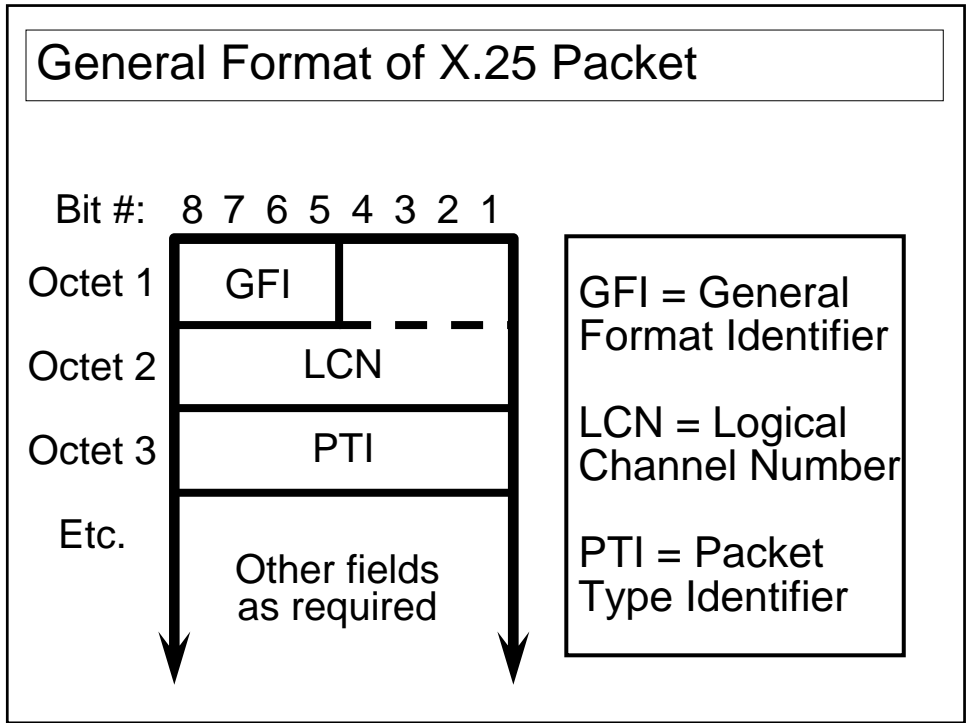 General Format of X.25 Packet
Bit #: 8 7 6 5 4 3 2 1
Octet 1 GFI
Octet 2 LCN
Octet 3 PTI
Etc.
Other fields
as required
GFI = General
Format Identifier
LCN = Logical
Channel Number
PTI = Packet
Type Identifier